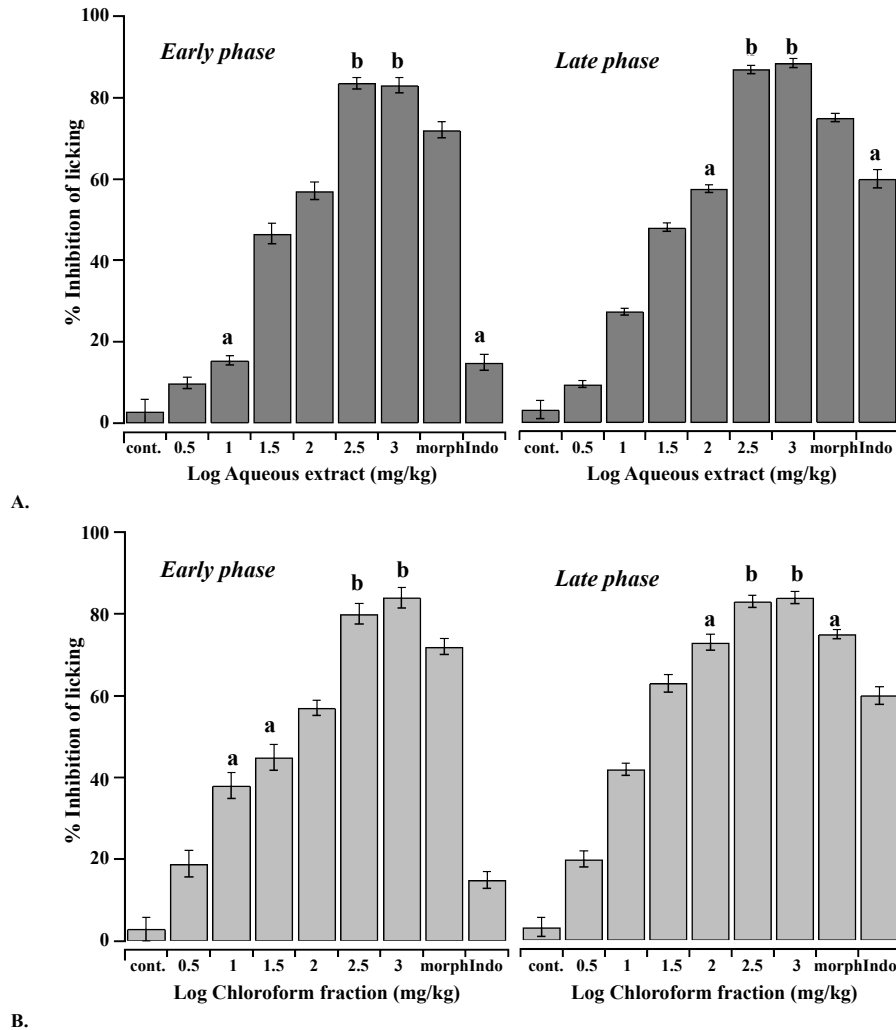 100
80
60
40
20
0
% Inhibition of licking
Early phase
a
b
b
a
cont.
0.5
1
1.5
2
2.5
3
morph
Indo
Log Aqueous extract (mg/kg)
Late phase
a
b
b
a
cont.
0.5
1
1.5
2
2.5
3
morph
Indo
Log Aqueous extract (mg/kg)
A.
100
80
60
40
20
0
% Inhibition of licking
Early phase
a
a
b
b
cont.
0.5
1
1.5
2
2.5
3
morph
Indo
Log Chloroform fraction (mg/kg)
Late phase
a
b
b
a
cont.
0.5
1
1.5
2
2.5
3
morph
Indo
Log Chloroform fraction (mg/kg)
B.